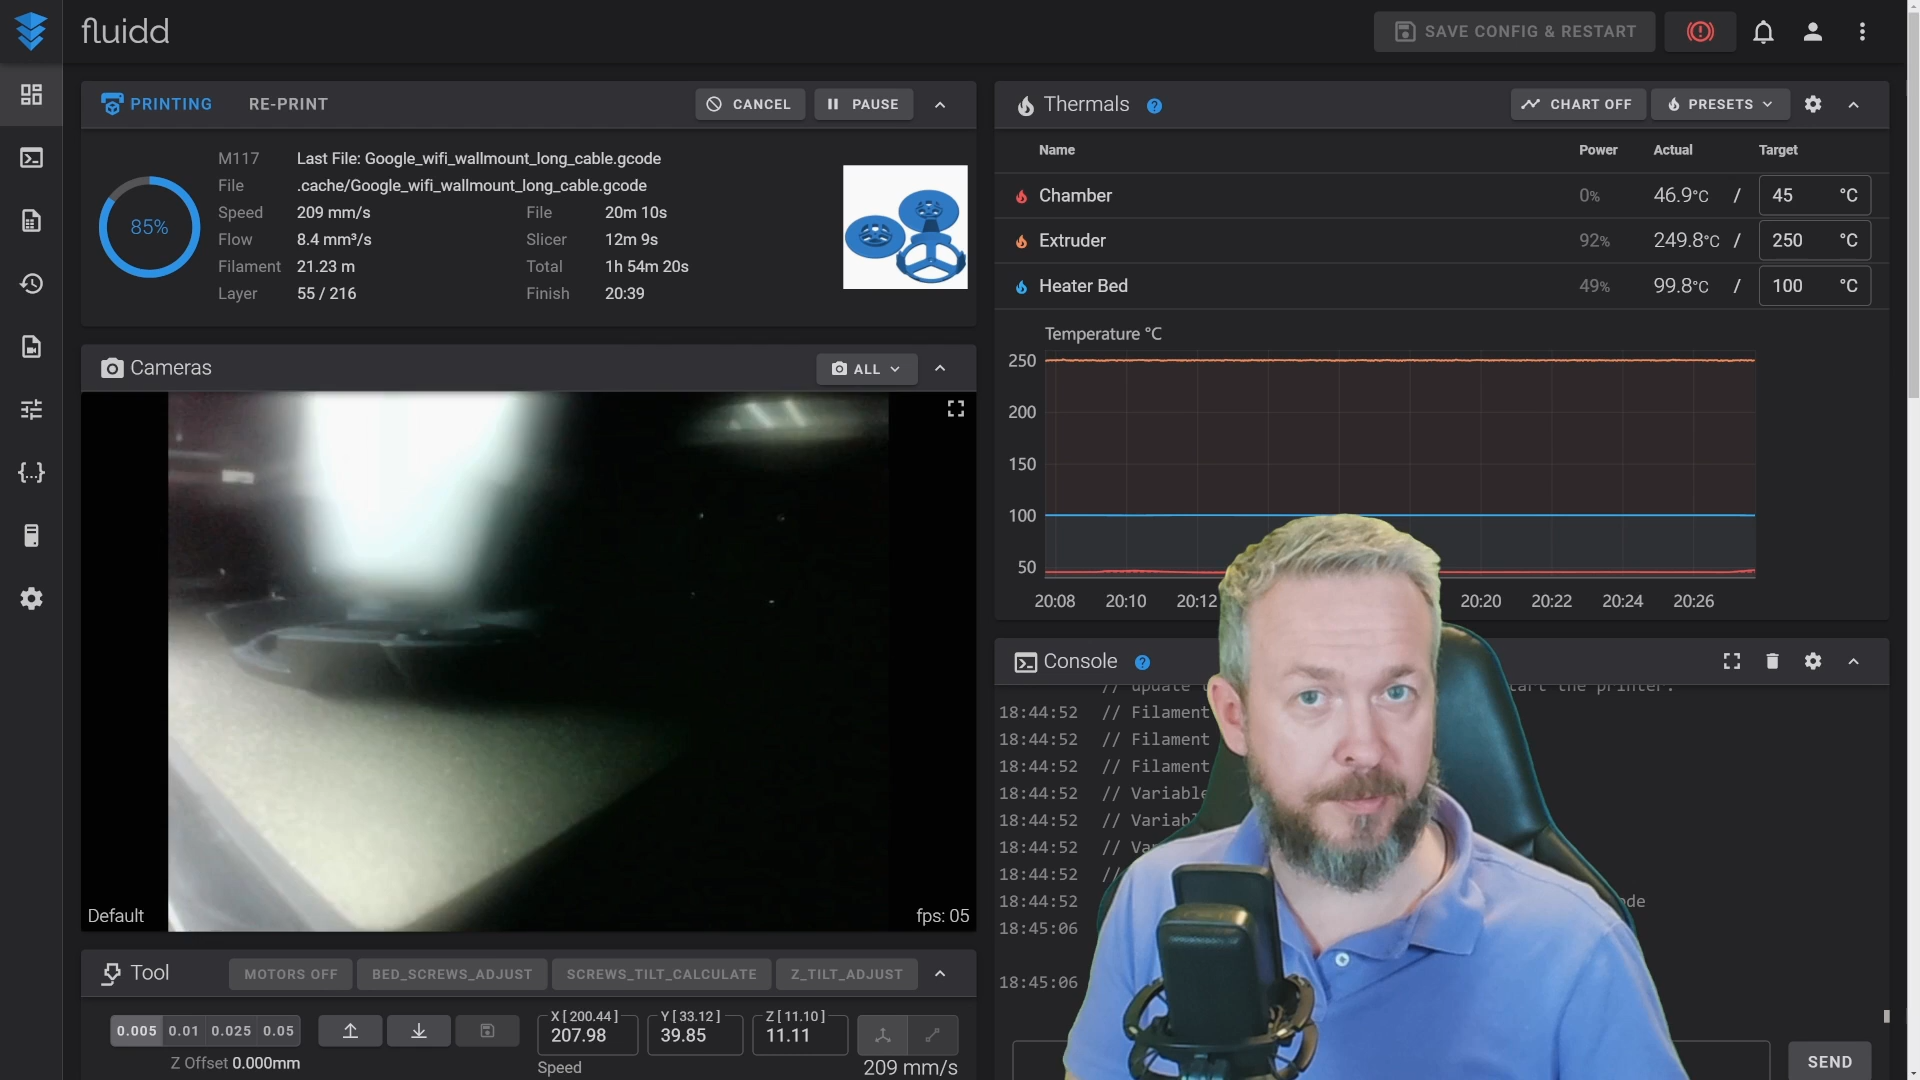 fluidd
SAVE CONFIG & RESTART
PRINTING
RE-PRINT
CANCEL
PAUSE
M117 Last File: Google_wifi_wallmount_long_cable.gcode
File .cache/Google_wifi_wallmount_long_cable.gcode
Speed 209 mm/s File 20m 10s
Flow 8.4 mm³/s Slicer 12m 9s
Filament 21.23 m Total 1h 54m 20s
Layer 55 / 216 Finish 20:39
85%
Cameras
ALL
Default
fps: 05
Tool
MOTORS OFF
BED_SCREWS_ADJUST
SCREWS_TILT_CALCULATE
Z_TILT_ADJUST
0.005 0.01 0.025 0.05
Z Offset 0.000mm
X [ 200.44 ]
207.98
Y [ 33.12 ]
39.85
Z [ 11.10 ]
11.11
Speed
209 mm/s
Thermals ?
CHART OFF
PRESETS
Name Power Actual Target
Chamber 0% 46.9°C / 45 °C
Extruder 92% 249.8°C / 250 °C
Heater Bed 49% 99.8°C / 100 °C
Temperature °C
250
200
150
100
50
20:08 20:10 20:12 20:20 20:22 20:24 20:26
Console ?
// update the printer.
18:44:52 // Filament
18:44:52 // Filament
18:44:52 // Filament
18:44:52 // Variable
18:44:52 //
18:44:52 //
18:44:52 //
18:44:52
18:45:06
18:45:06
SEND